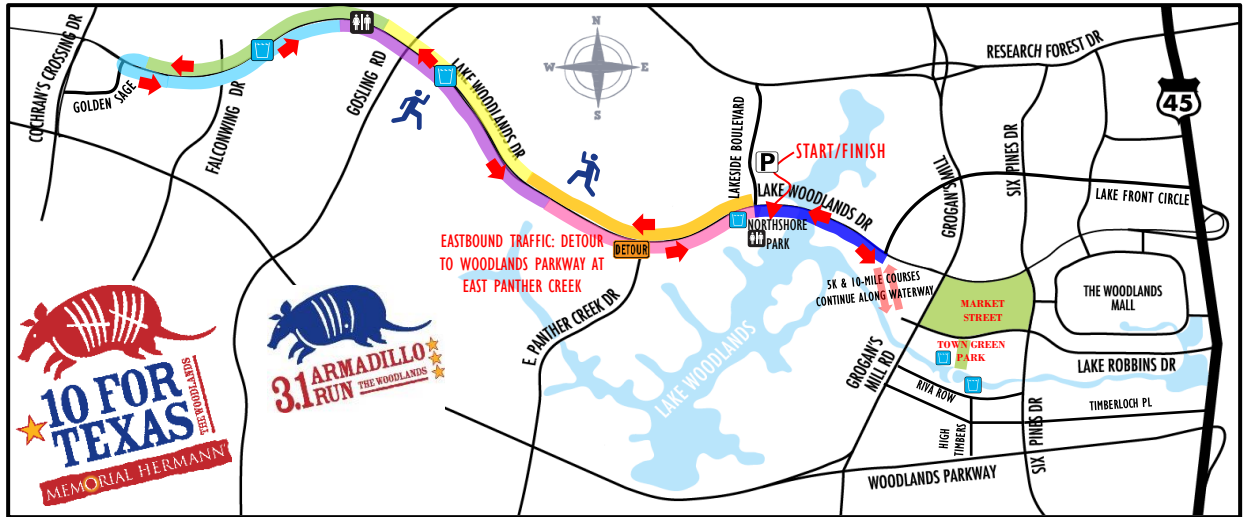 COCHRAN'S CROSSING DR
GOLDEN SAGE
FALCONWING DR
GOSLING RD
LAKE WOODLANDS DR
N
W E
S
RESEARCH FOREST DR
45
LAKESIDE BOULEVARD
P
START/FINISH
LAKE WOODLANDS DR
NORTHSHORE
PARK
GROGAN'S MILL
SIX PINES DR
LAKE FRONT CIRCLE
DETOUR
EASTBOUND TRAFFIC: DETOUR
TO WOODLANDS PARKWAY AT
EAST PANTHER CREEK
E PANTHER CREEK DR
LAKE WOODLANDS
5K & 10-MILE COURSES
CONTINUE ALONG WATERWAY
MARKET
STREET
THE WOODLANDS
MALL
TOWN GREEN
PARK
LAKE ROBBINS DR
GROGAN'S
MILL RD
RIVA ROW
HIGH
TIMBERS
TIMBERLOCH PL
SIX PINES DR
WOODLANDS PARKWAY
10 FOR
TEXAS
THE WOODLANDS
MEMORIAL HERMANN
3.1 ARMADILLO
RUN THE WOODLANDS